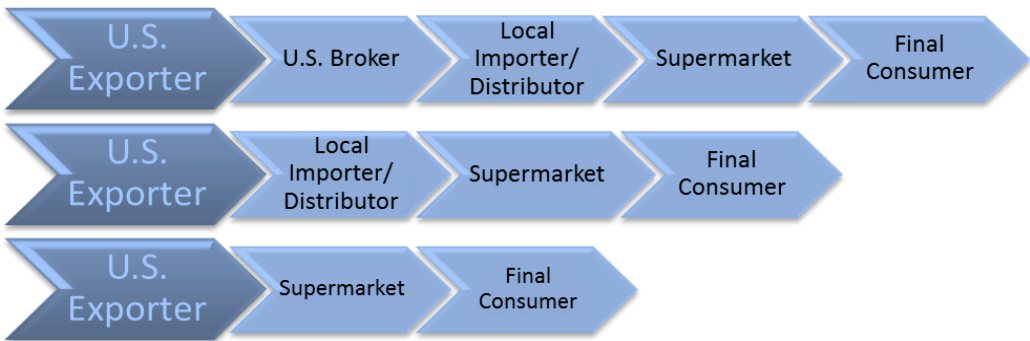 U.S.
Exporter
U.S. Broker
Local
Importer/
Distributor
Supermarket
Final
Consumer
U.S.
Exporter
Local
Importer/
Distributor
Supermarket
Final
Consumer
U.S.
Exporter
Supermarket
Final
Consumer